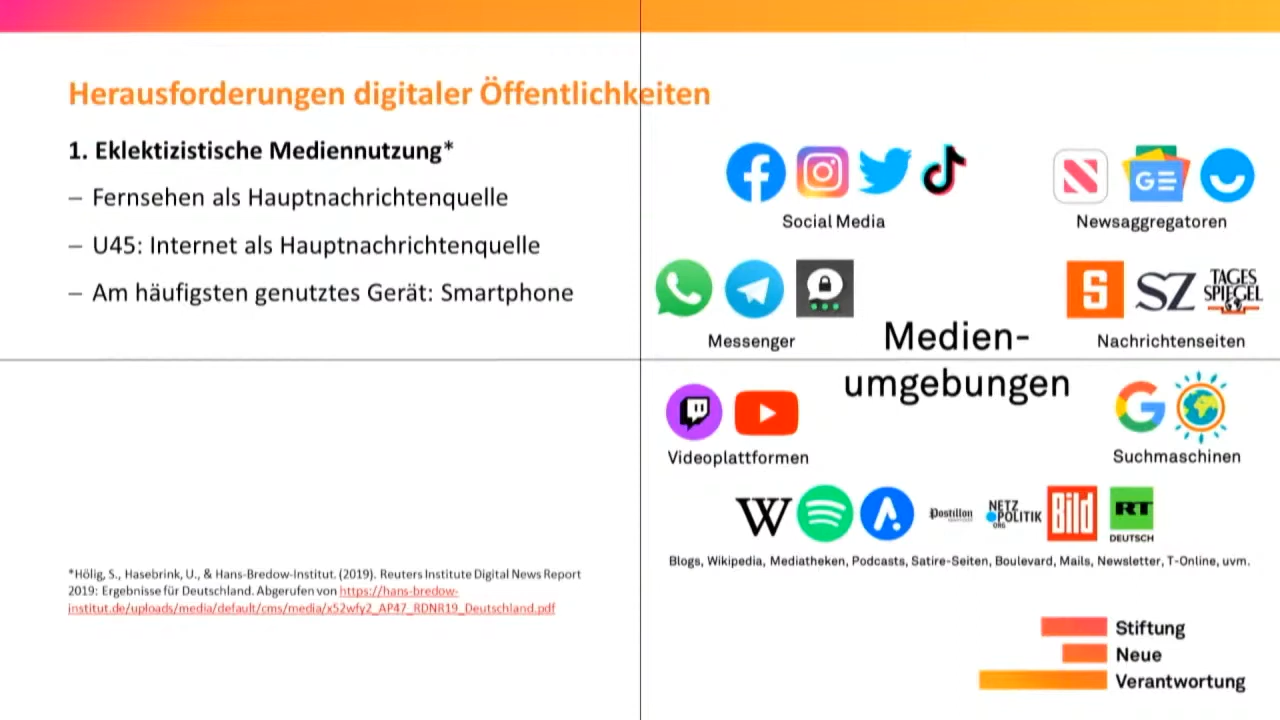 Herausforderungen digitaler Öffentlichkeiten
1. Eklektizistische Mediennutzung*
– Fernsehen als Hauptnachrichtenquelle
– U45: Internet als Hauptnachrichtenquelle
– Am häufigsten genutztes Gerät: Smartphone
*Hölig, S., Hasebrink, U., & Hans-Bredow-Institut. (2019). Reuters Institute Digital News Report
2019: Ergebnisse für Deutschland. Abgerufen von https://hans-bredow-
institut.de/uploads/media/default/cms/media/x52wfy2_AP47_RDNR19_Deutschland.pdf
Social Media
GE
Newsaggregatoren
Messenger
S
SZ
TAGES
SPIEGEL
Nachrichtenseiten
Medien-
umgebungen
Videoplattformen
G
Suchmaschinen
W
Postillon
NETZ
POLITIK
ORG
Bild
RT
DEUTSCH
Blogs, Wikipedia, Mediatheken, Podcasts, Satire-Seiten, Boulevard, Mails, Newsletter, T-Online, uvm.
Stiftung
Neue
Verantwortung